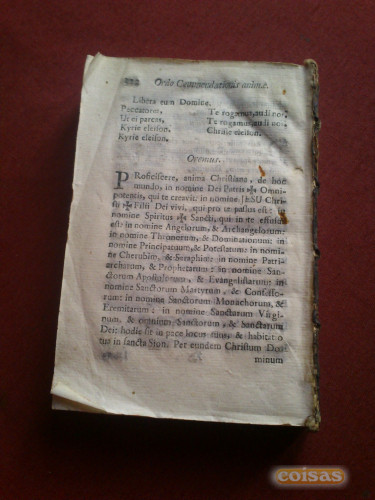 Ordo Commendationis animæ.
Libera eum Domine.
Peccatores, Te rogamus, audi nos,
Ut ei parcas, Te rogamus, audi nos.
Kyrie eleison. Christe eleison.
Kyrie eleison.
Oremus.
PRoficiscere, anima Christiana, de hoc
mundo, in nomine Dei Patris ✠ Omni-
potentis, qui te creavit: in nomine JESU Chri-
sti ✠ Filii Dei vivi, qui pro te passus est: in
nomine Spiritus ✠ Sancti, qui in te effusus
est: in nomine Angelorum, & Archangelorum:
in nomine Thronorum, & Dominationum: in
nomine Principatuum, & Potestatum: in nomi-
ne Cherubim, & Seraphim: in nomine Patri-
archarum, & Prophetarum: in nomine San-
ctorum Apostolorum, & Evangelistarum: in
nomine Sanctorum Martyrum, & Confesso-
rum: in nomine Sanctorum Monachorum, &
Eremitarum: in nomine Sanctarum Virgi-
num, & omnium Sanctorum, & Sanctarum
Dei: hodie sit in pace locus tuus, & habitatio
tua in sancta Sion. Per eundem Christum Do-
minum
coisas